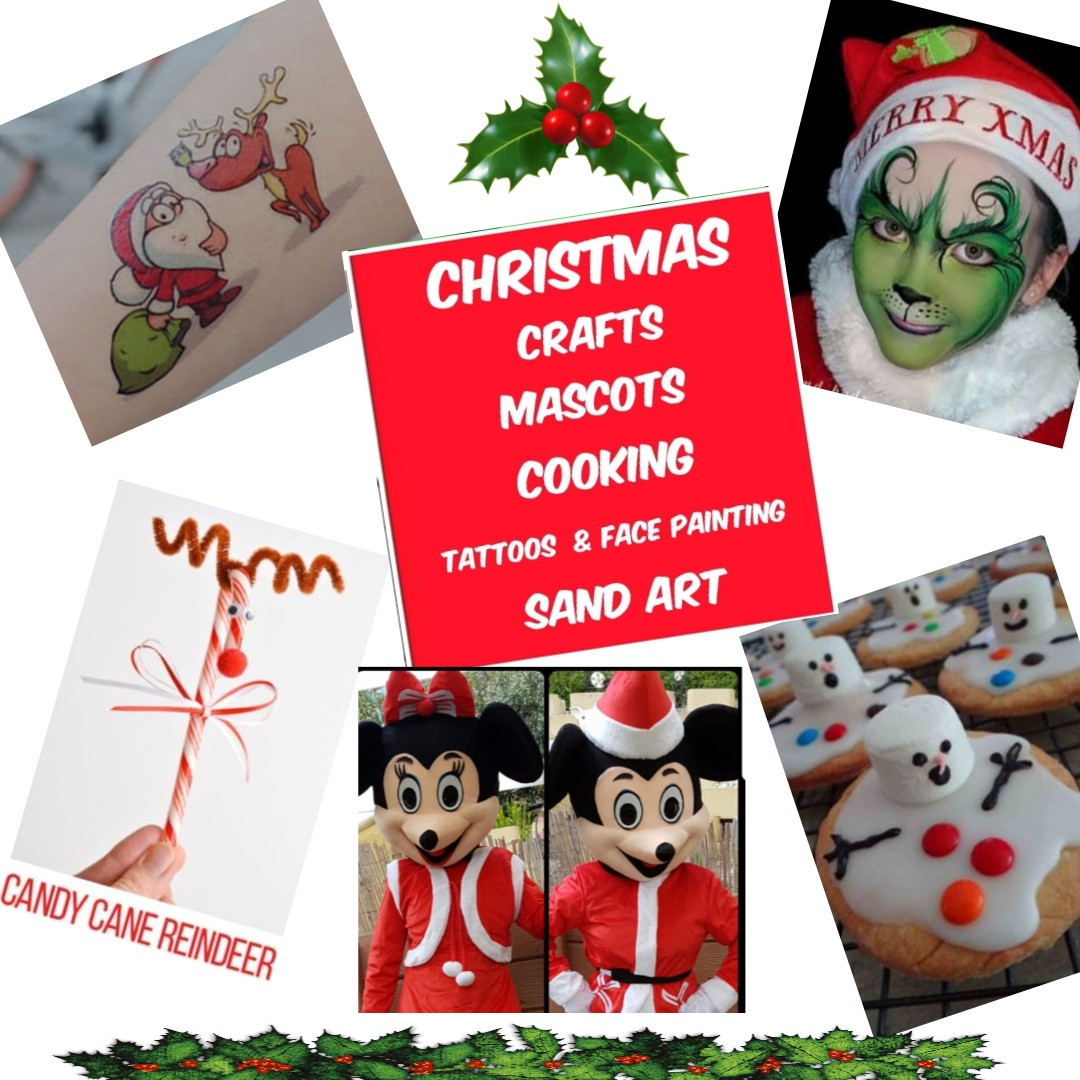 MERRY XMAS
CHRISTMAS
CRAFTS
MASCOTS
COOKING
TATTOOS & FACE PAINTING
SAND ART
CANDY CANE REINDEER